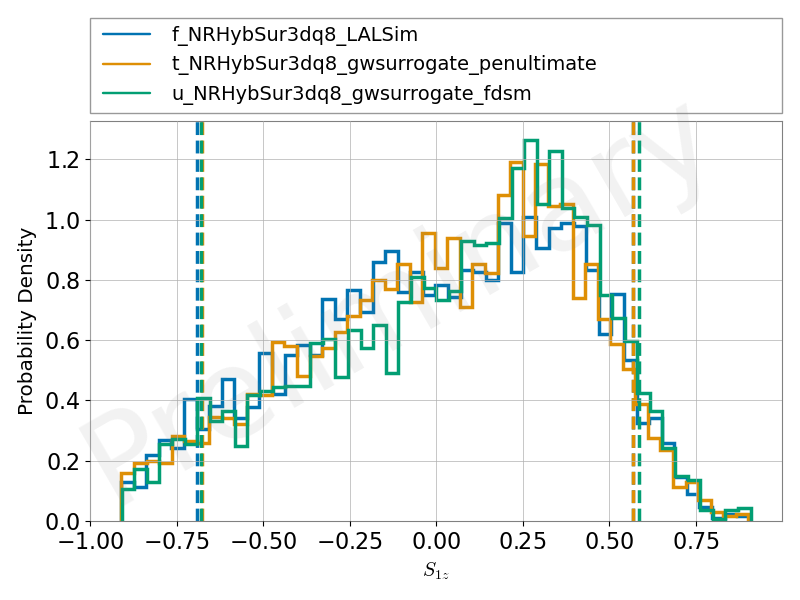 f_NRHybSur3dq8_LALSim
t_NRHybSur3dq8_gwsurrogate_penultimate
u_NRHybSur3dq8_gwsurrogate_fdsm
Preliminary
Probability Density
1.2
1.0
0.8
0.6
0.4
0.2
0.0
−1.00 −0.75 −0.50 −0.25 0.00 0.25 0.50 0.75
S1z